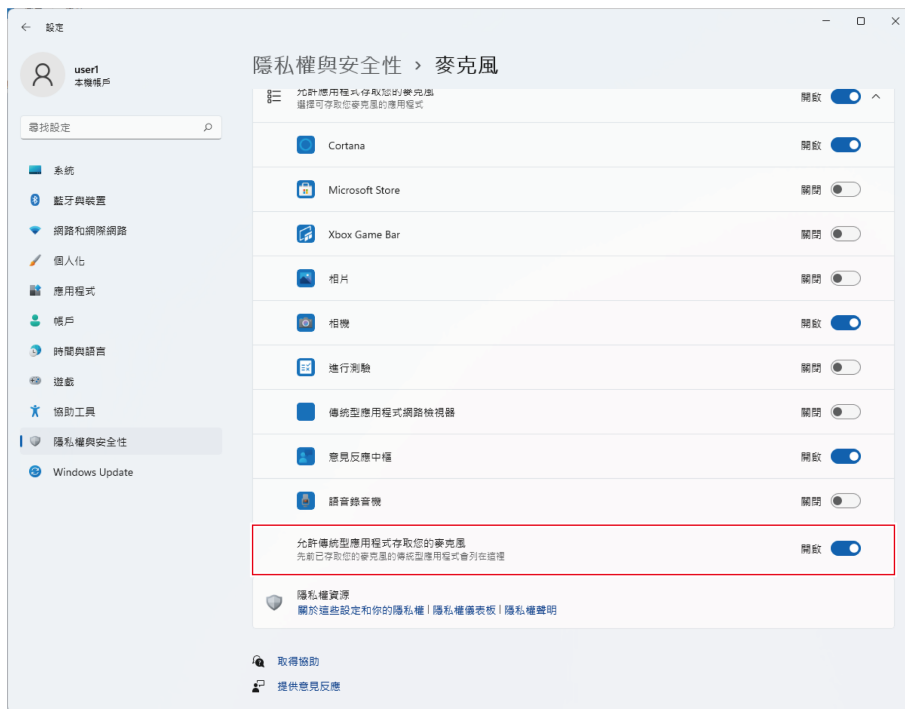 設定
user1
本機帳戶
尋找設定
系統
藍牙與裝置
網路和網際網路
個人化
應用程式
帳戶
時間與語言
遊戲
協助工具
隱私權與安全性
Windows Update
隱私權與安全性 › 麥克風
允許應用程式存取您的麥克風
選擇可存取您麥克風的應用程式
開啟
Cortana 開啟
Microsoft Store 關閉
Xbox Game Bar 關閉
相片 關閉
相機 開啟
進行測驗 關閉
傳統型應用程式網路檢視器 關閉
意見反應中樞 開啟
語音錄音機 關閉
允許傳統型應用程式存取您的麥克風
先前已存取您的麥克風的傳統型應用程式會列在這裡
開啟
隱私權資源
關於這些設定和你的隱私權 | 隱私權儀表板 | 隱私權聲明
取得協助
提供意見反應